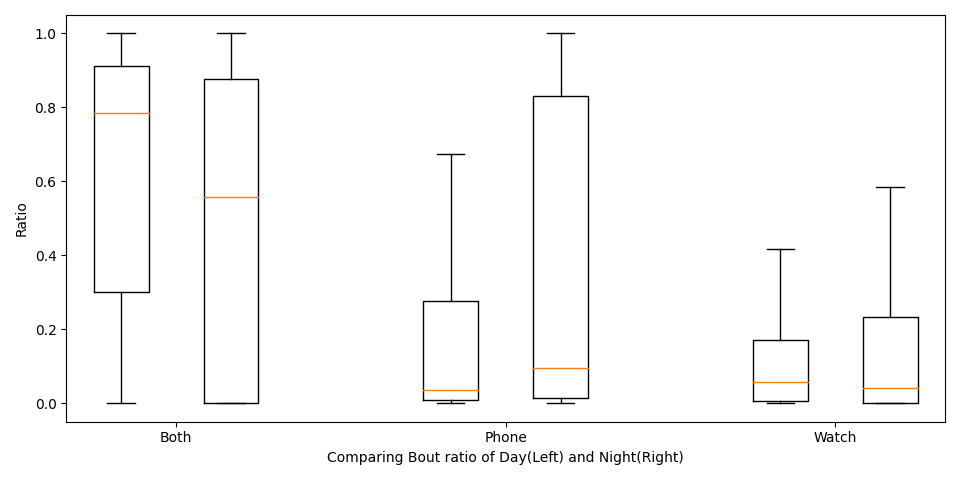 1.0
0.8
0.6
0.4
0.2
0.0
Ratio
Both Phone Watch
Comparing Bout ratio of Day(Left) and Night(Right)